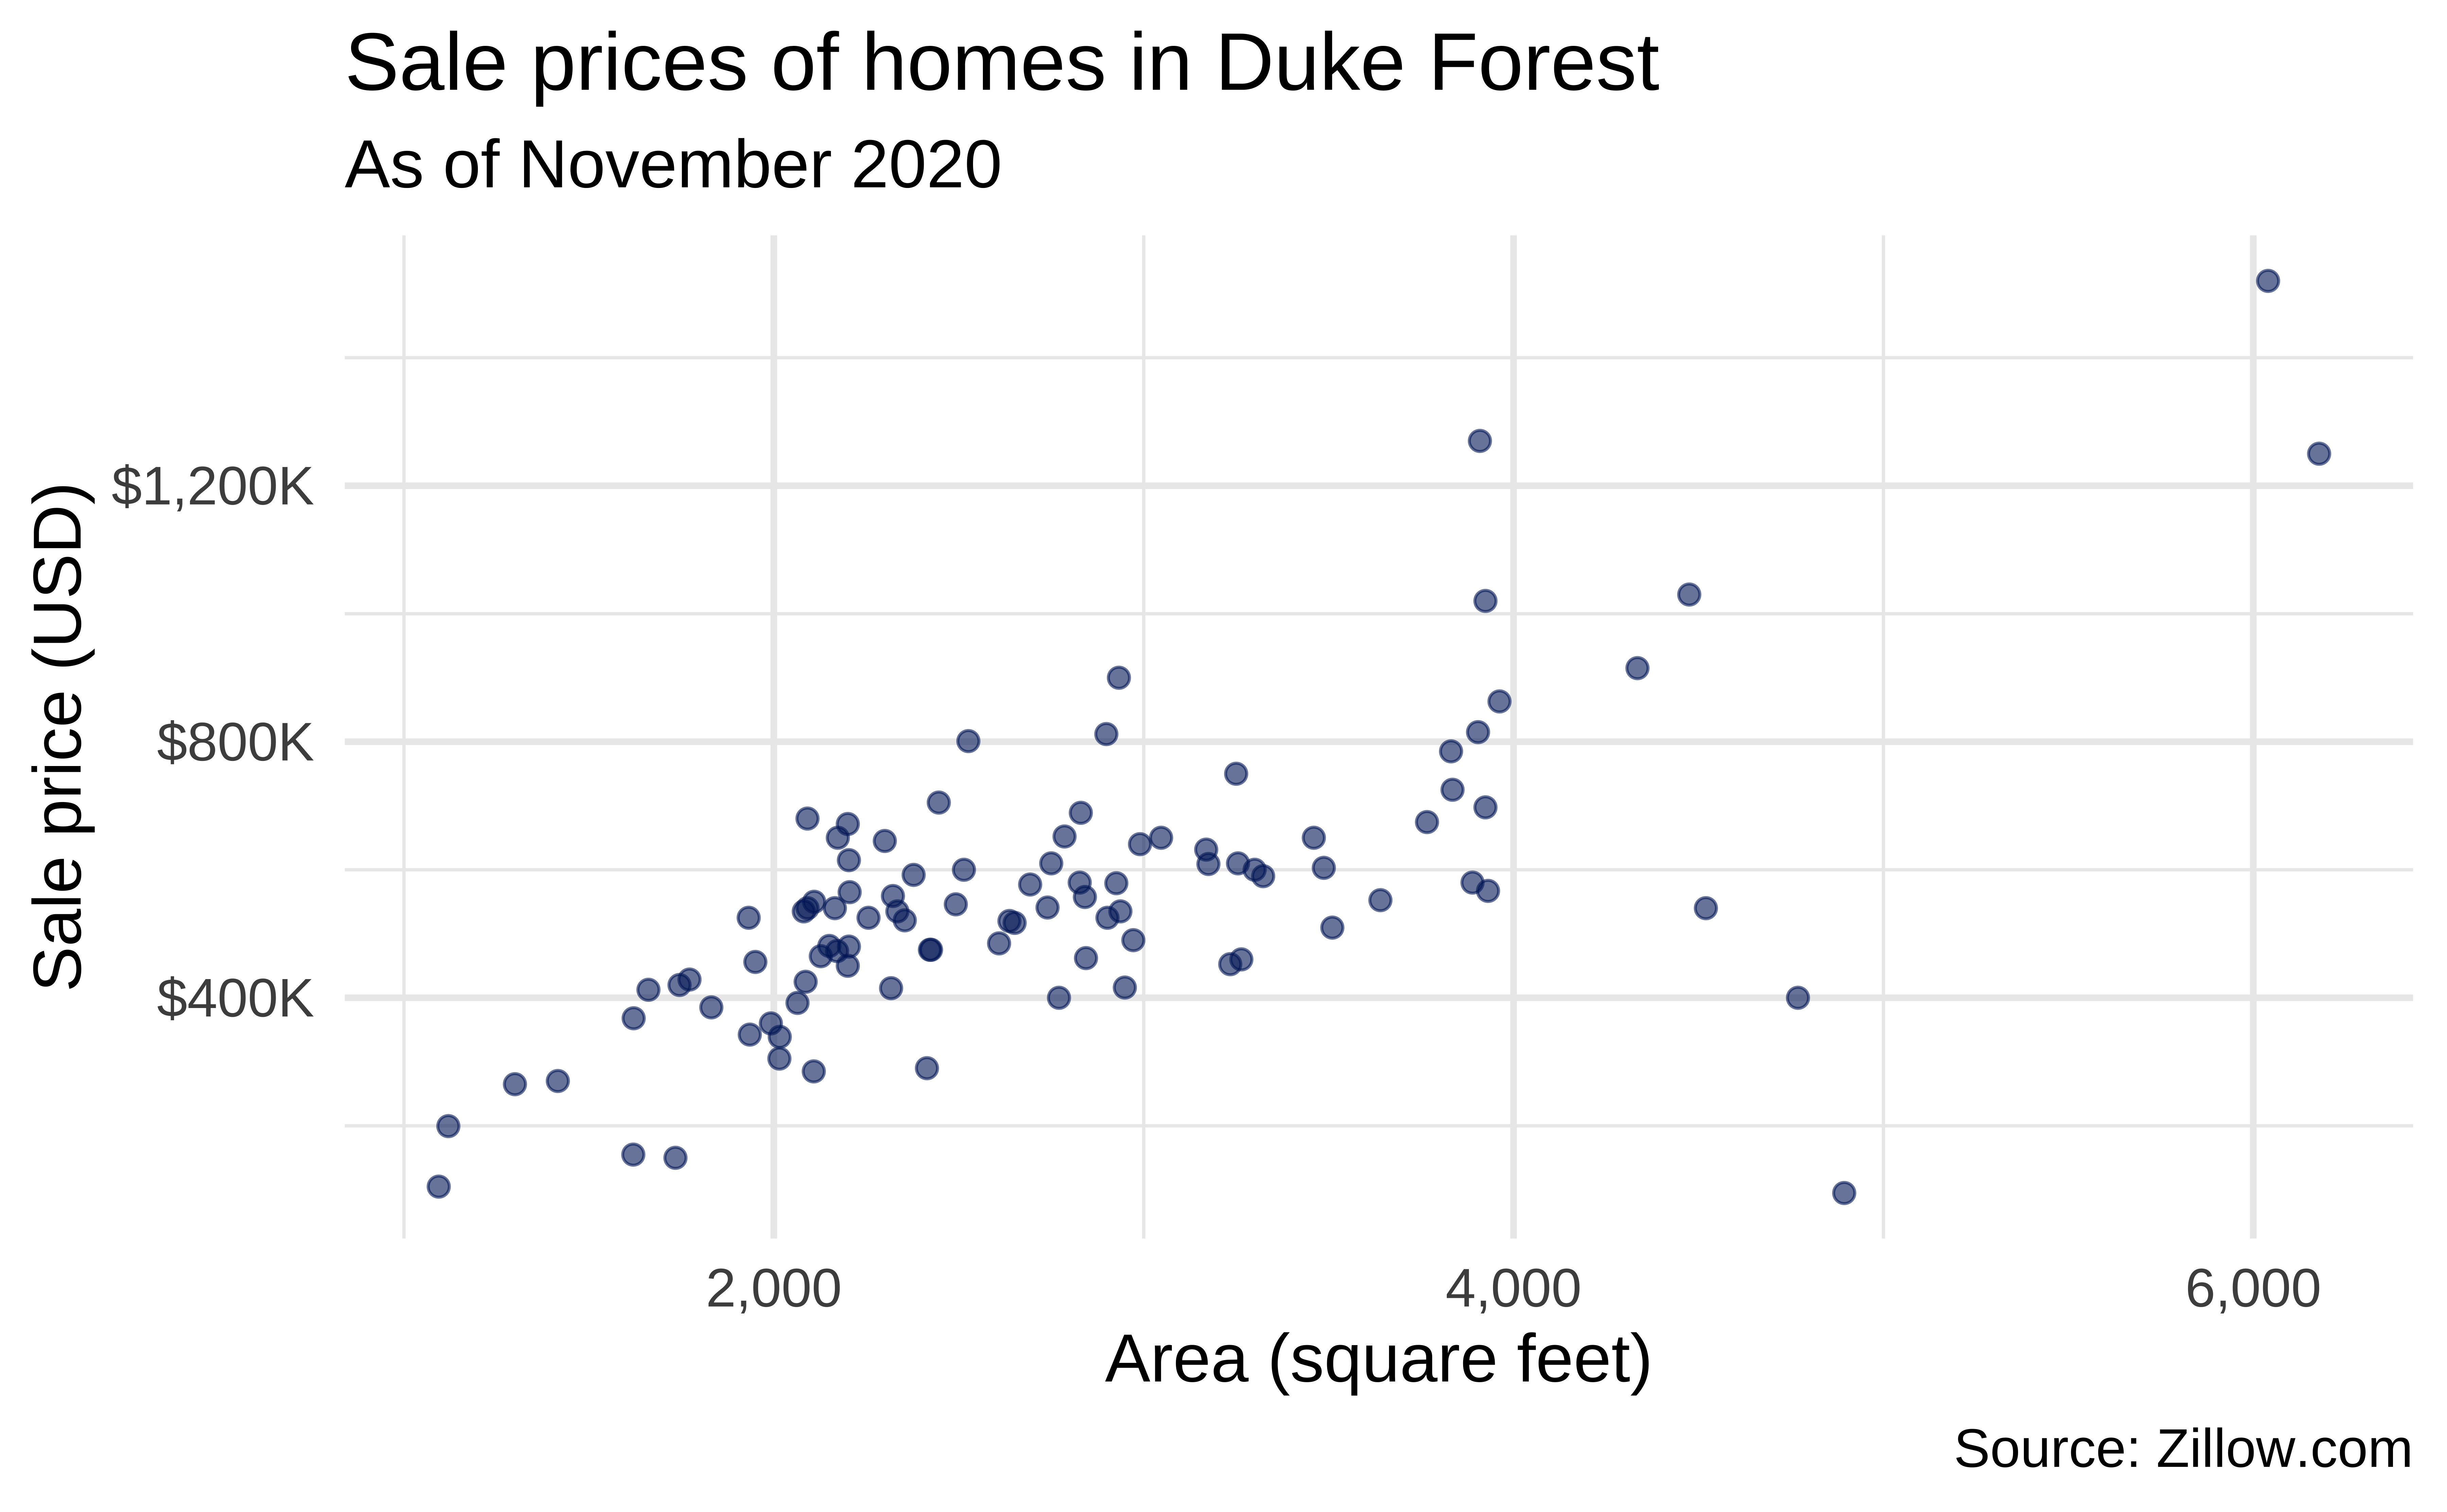 Sale prices of homes in Duke Forest
As of November 2020
Sale price (USD)
$1,200K
$800K
$400K
2,000
4,000
6,000
Area (square feet)
Source: Zillow.com